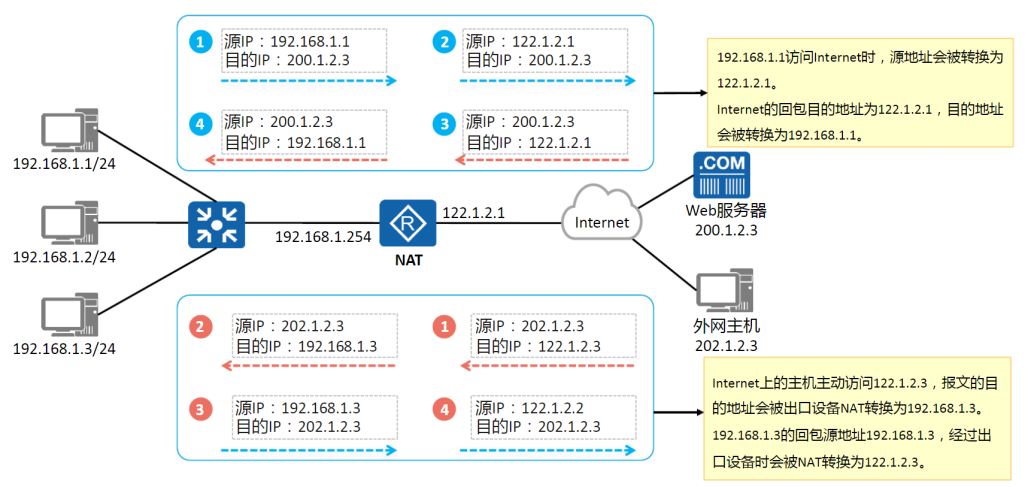 1
源IP：192.168.1.1
目的IP：200.1.2.3
2
源IP：122.1.2.1
目的IP：200.1.2.3
4
源IP：200.1.2.3
目的IP：192.168.1.1
3
源IP：200.1.2.3
目的IP：122.1.2.1
192.168.1.1访问Internet时，源地址会被转换为
122.1.2.1。
Internet的回包目的地址为122.1.2.1，目的地址
会被转换为192.168.1.1。
192.168.1.1/24
192.168.1.2/24
192.168.1.3/24
192.168.1.254
R
NAT
122.1.2.1
Internet
.COM
Web服务器
200.1.2.3
外网主机
202.1.2.3
2
源IP：202.1.2.3
目的IP：192.168.1.3
1
源IP：202.1.2.3
目的IP：122.1.2.3
3
源IP：192.168.1.3
目的IP：202.1.2.3
4
源IP：122.1.2.2
目的IP：202.1.2.3
Internet上的主机主动访问122.1.2.3，报文的目
的地址会被出口设备NAT转换为192.168.1.3。
192.168.1.3的回包源地址192.168.1.3，经过出
口设备时会被NAT转换为122.1.2.3。